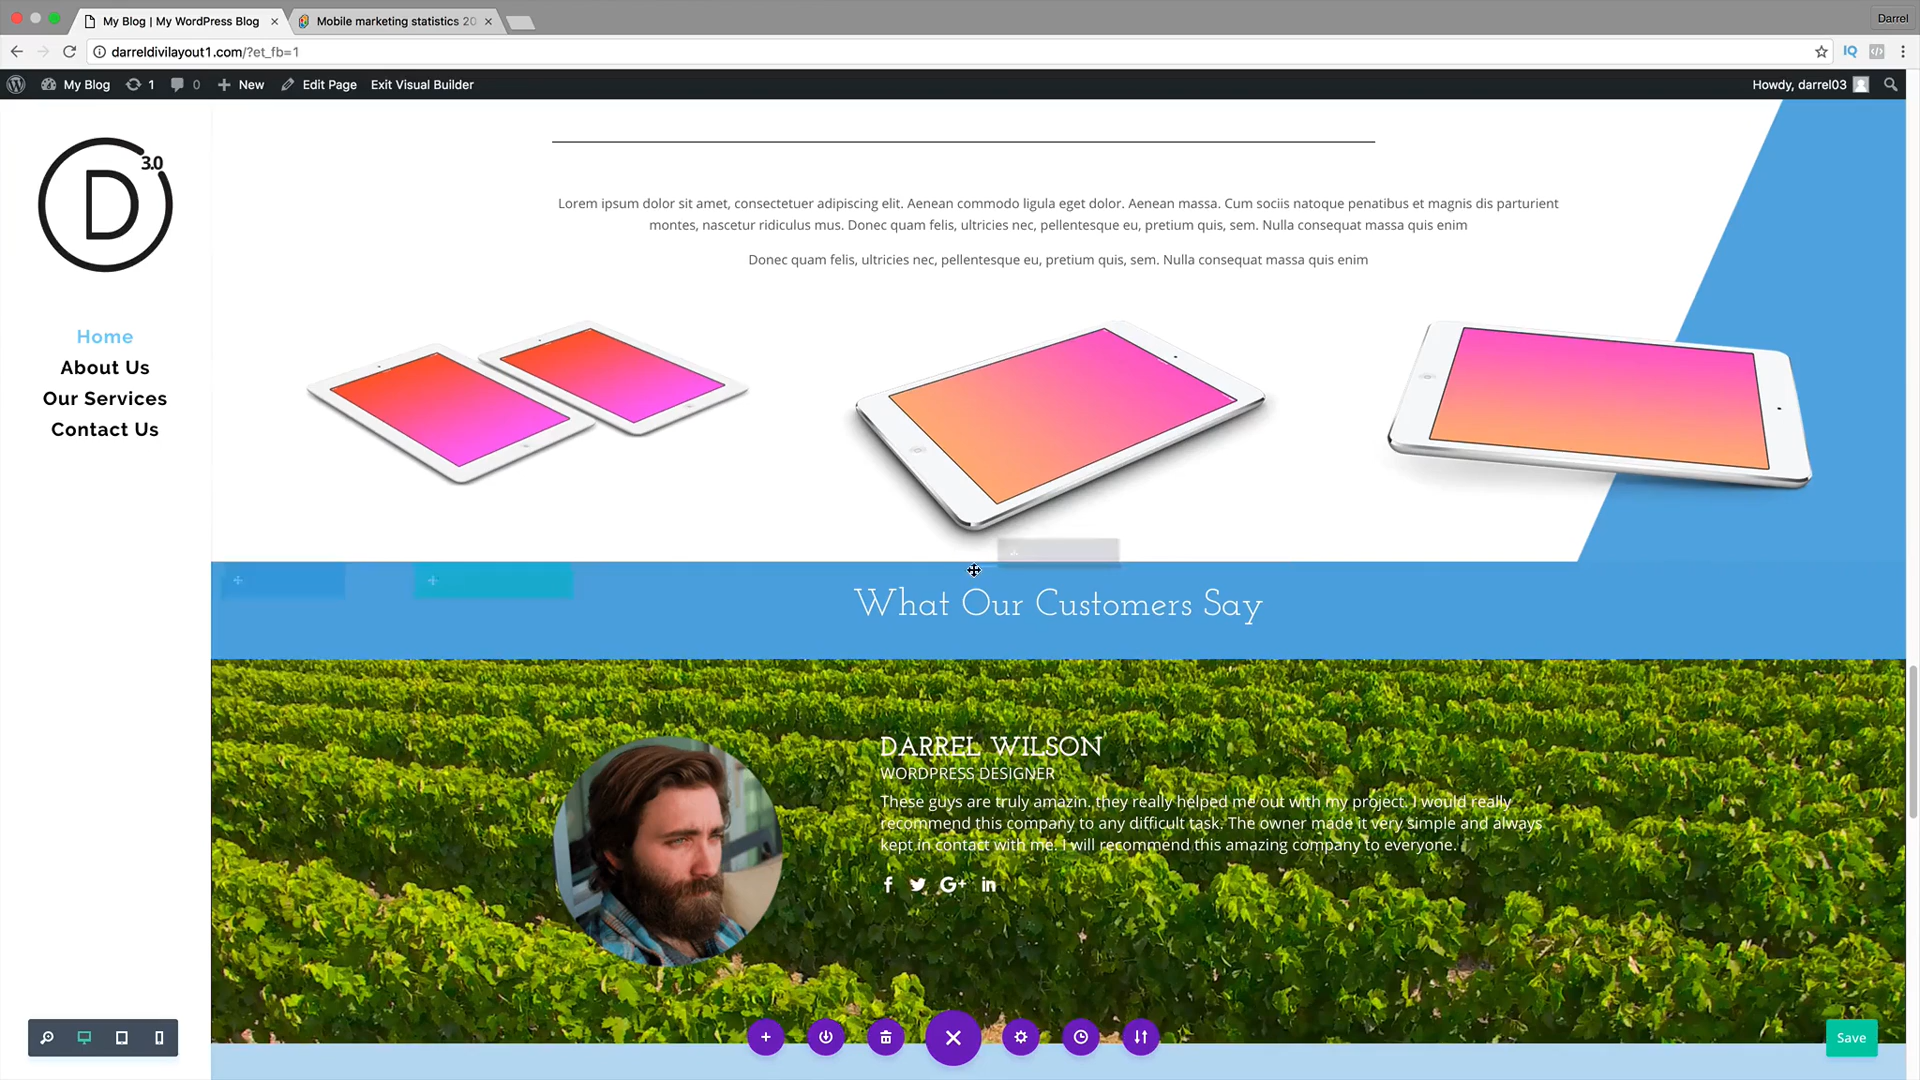 My Blog | My WordPress Blog
Mobile marketing statistics 20
Darrel
darreldivilayout1.com/?et_fb=1
IQ
My Blog
1
0
New
Edit Page
Exit Visual Builder
Howdy, darrel03
D
3.0
Home
About Us
Our Services
Contact Us
Lorem ipsum dolor sit amet, consectetuer adipiscing elit. Aenean commodo ligula eget dolor. Aenean massa. Cum sociis natoque penatibus et magnis dis parturient
montes, nascetur ridiculus mus. Donec quam felis, ultricies nec, pellentesque eu, pretium quis, sem. Nulla consequat massa quis enim
Donec quam felis, ultricies nec, pellentesque eu, pretium quis, sem. Nulla consequat massa quis enim
What Our Customers Say
DARREL WILSON
WORDPRESS DESIGNER
These guys are truly amazin. they really helped me out with my project. I would really
recommend this company to any difficult task. The owner made it very simple and always
kept in contact with me. I will recommend this amazing company to everyone.
Save